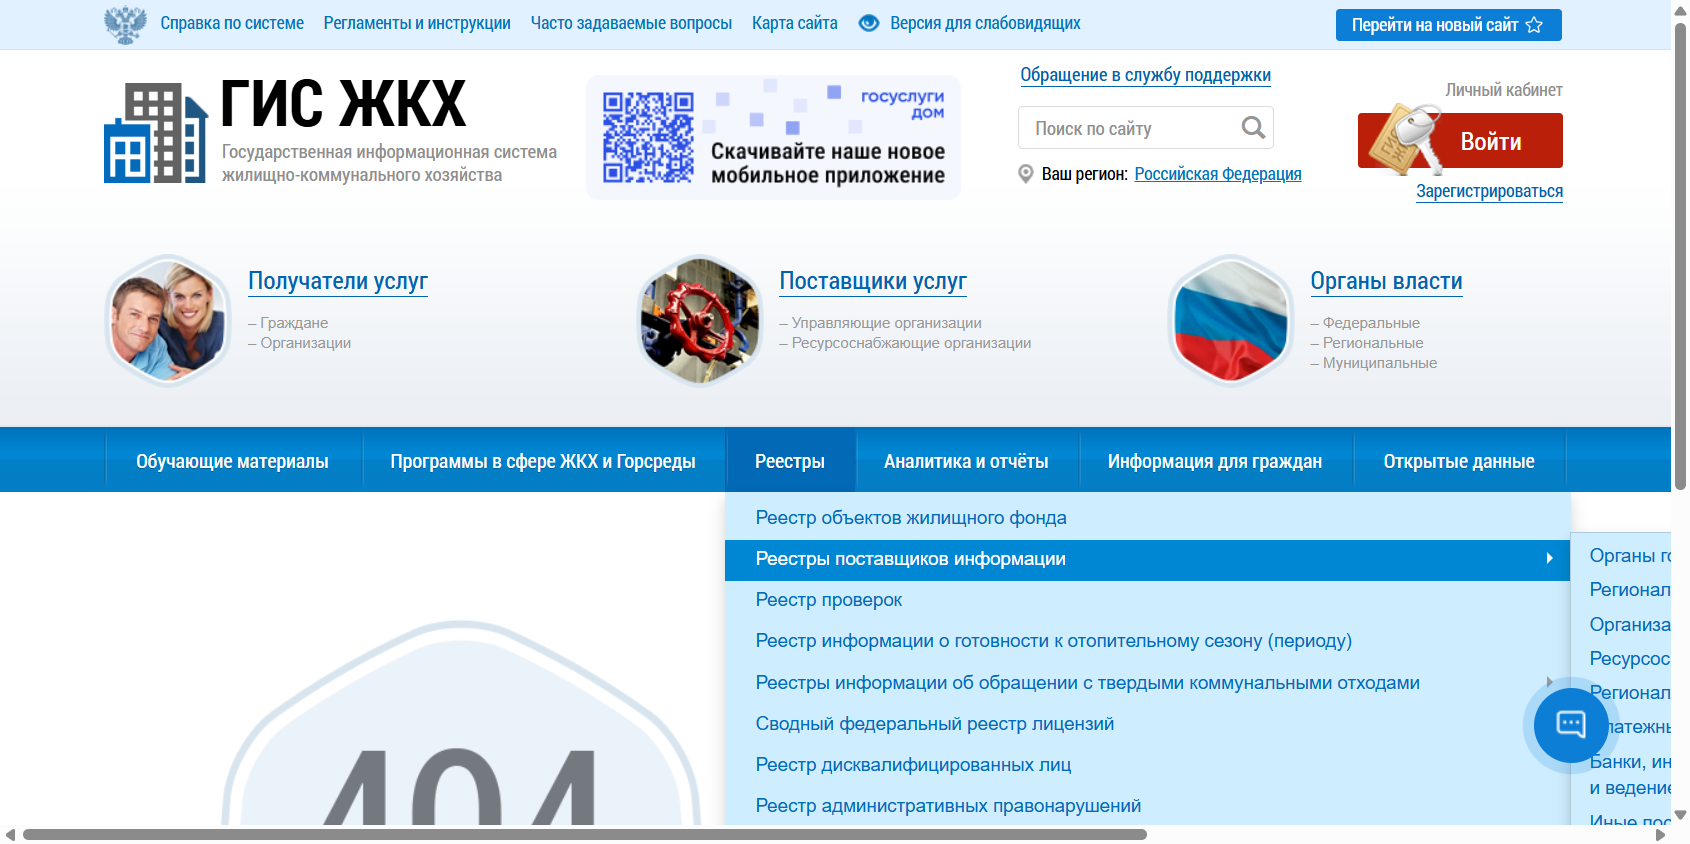 Справка по системе Регламенты и инструкции Часто задаваемые вопросы Карта сайта Версия для слабовидящих Перейти на новый сайт
ГИС ЖКХ
Государственная информационная система
жилищно-коммунального хозяйства
госуслуги
дом
Скачивайте наше новое
мобильное приложение
Обращение в службу поддержки
Поиск по сайту
Ваш регион: Российская Федерация
Личный кабинет
ГИС ЖКХ
Войти
Зарегистрироваться
Получатели услуг
– Граждане
– Организации
Поставщики услуг
– Управляющие организации
– Ресурсоснабжающие организации
Органы власти
– Федеральные
– Региональные
– Муниципальные
Обучающие материалы Программы в сфере ЖКХ и Горсреды Реестры Аналитика и отчёты Информация для граждан Открытые данные
Реестр объектов жилищного фонда
Реестры поставщиков информации
Реестр проверок
Реестр информации о готовности к отопительному сезону (периоду)
Реестры информации об обращении с твердыми коммунальными отходами
Сводный федеральный реестр лицензий
Реестр дисквалифицированных лиц
Реестр административных правонарушений
Органы го
Регионал
Организа
Ресурсос
Регионал
латежны
Банки, ин
и ведение
Иные пос
404